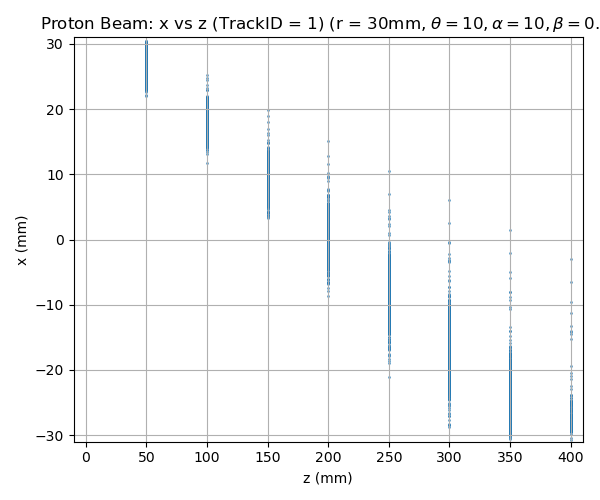 Proton Beam: x vs z (TrackID = 1) (r = 30mm, θ = 10, α = 10, β = 0.
30
20
10
0
−10
−20
−30
x (mm)
0 50 100 150 200 250 300 350 400
z (mm)